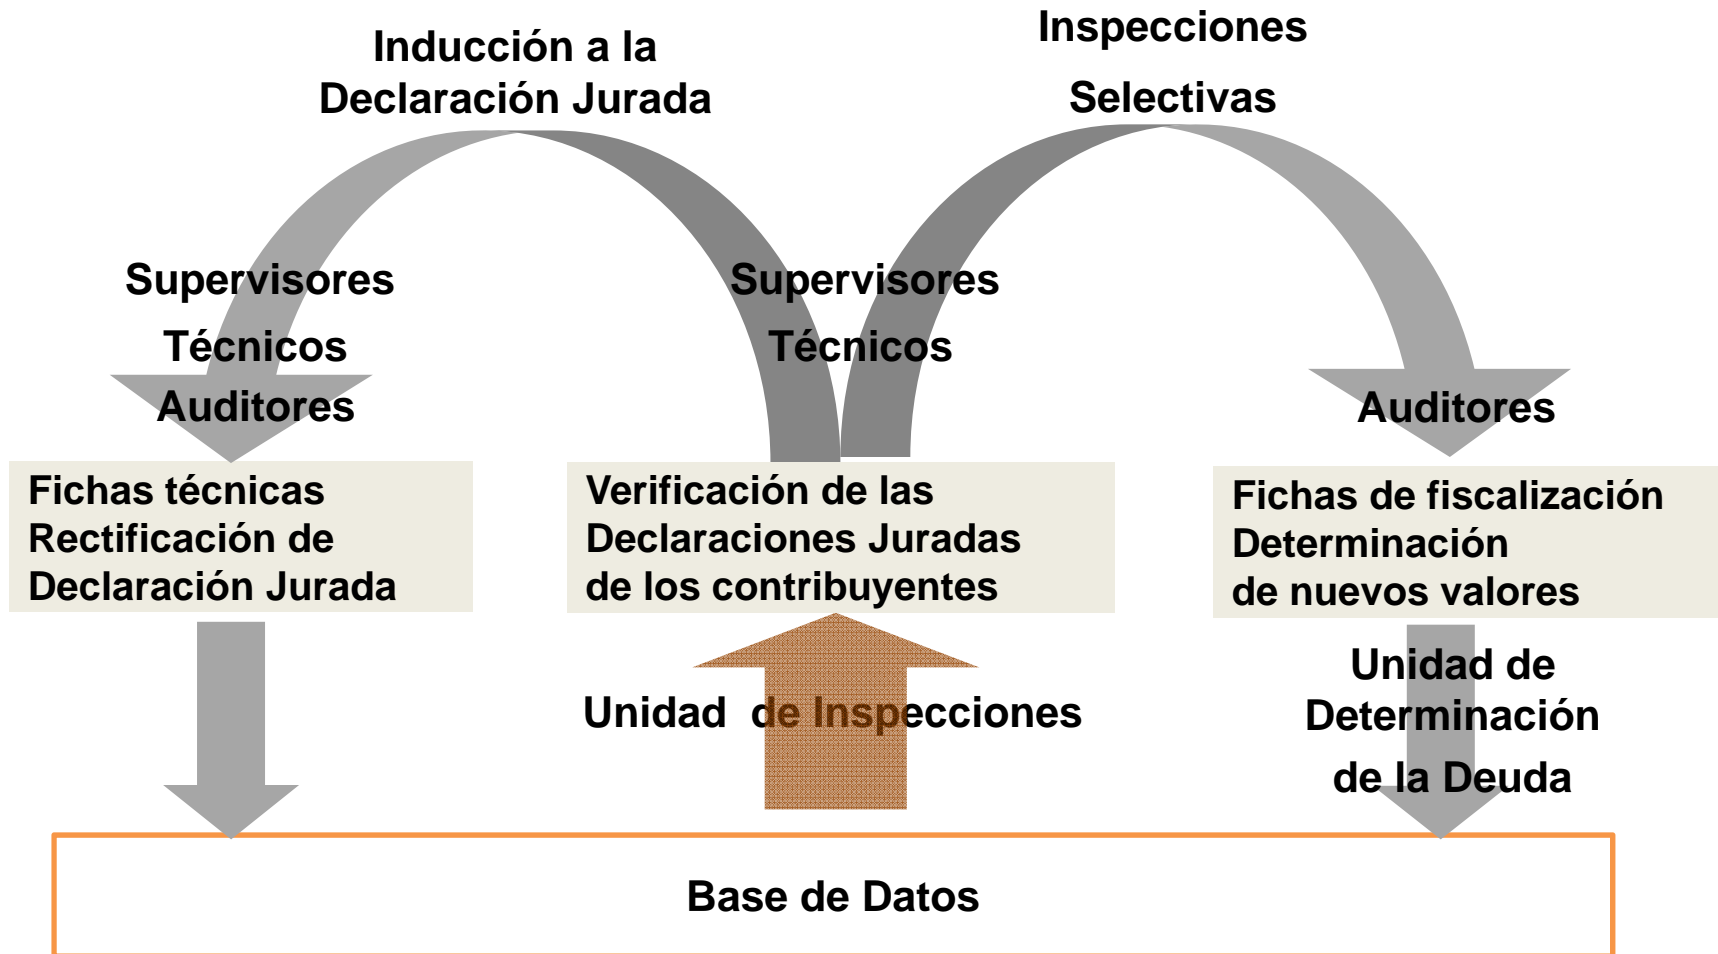 Inducción a la
Declaración Jurada
Inspecciones
Selectivas
Supervisores
Técnicos
Auditores
Supervisores
Técnicos
Auditores
Fichas técnicas
Rectificación de
Declaración Jurada
Verificación de las
Declaraciones Juradas
de los contribuyentes
Fichas de fiscalización
Determinación
de nuevos valores
Unidad de Inspecciones
Unidad de
Determinación
de la Deuda
Base de Datos